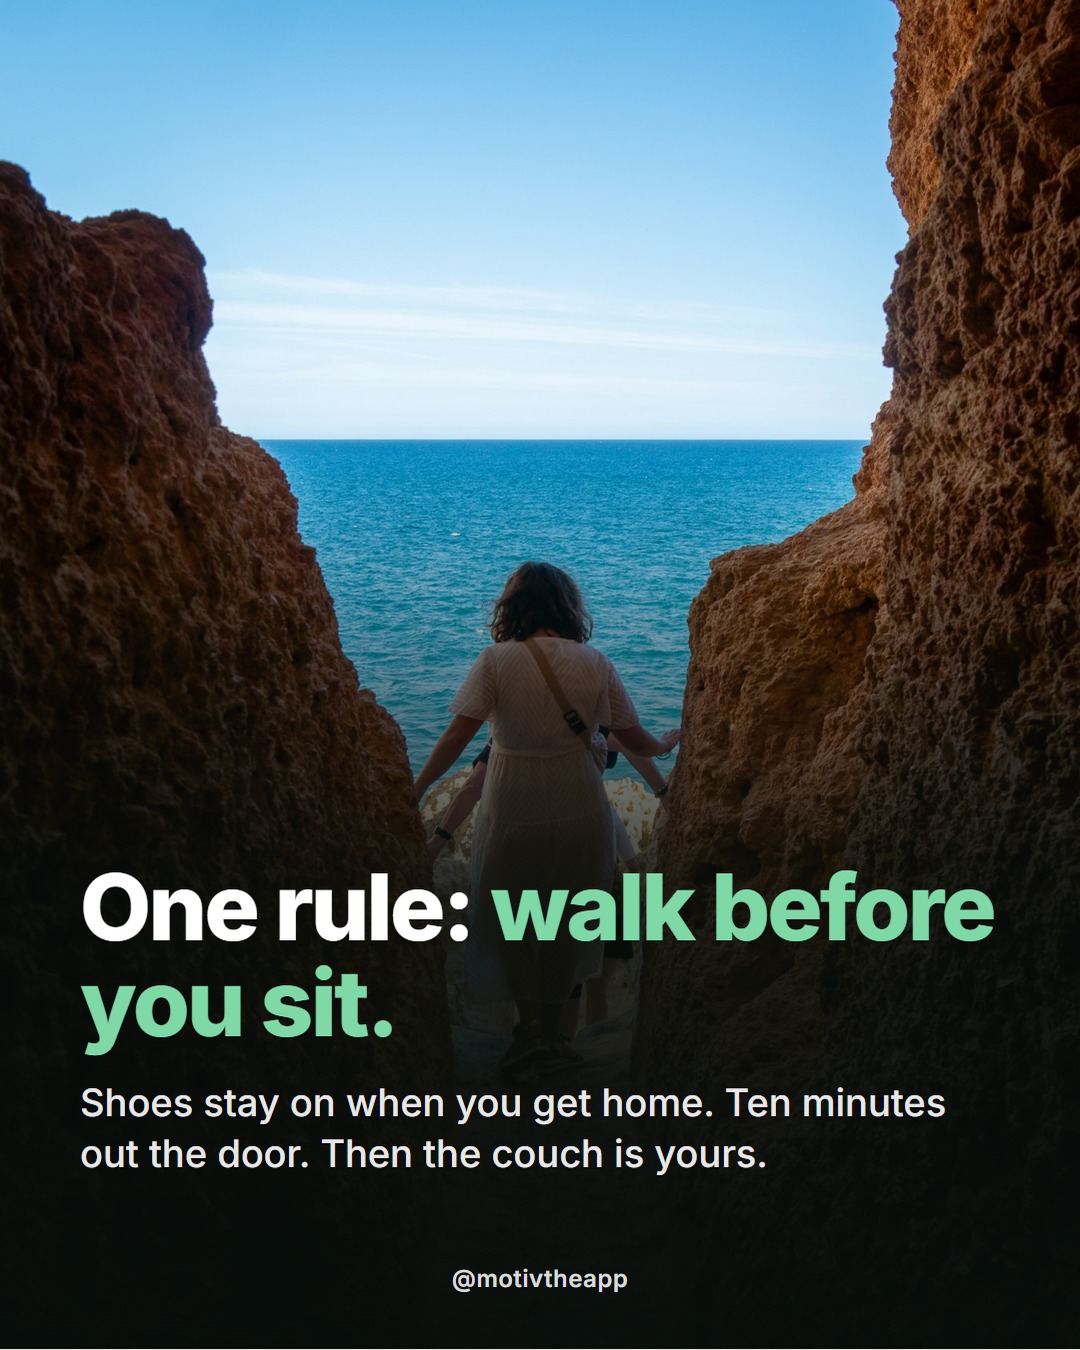 One rule: walk before
you sit.
Shoes stay on when you get home. Ten minutes
out the door. Then the couch is yours.
@motivtheapp